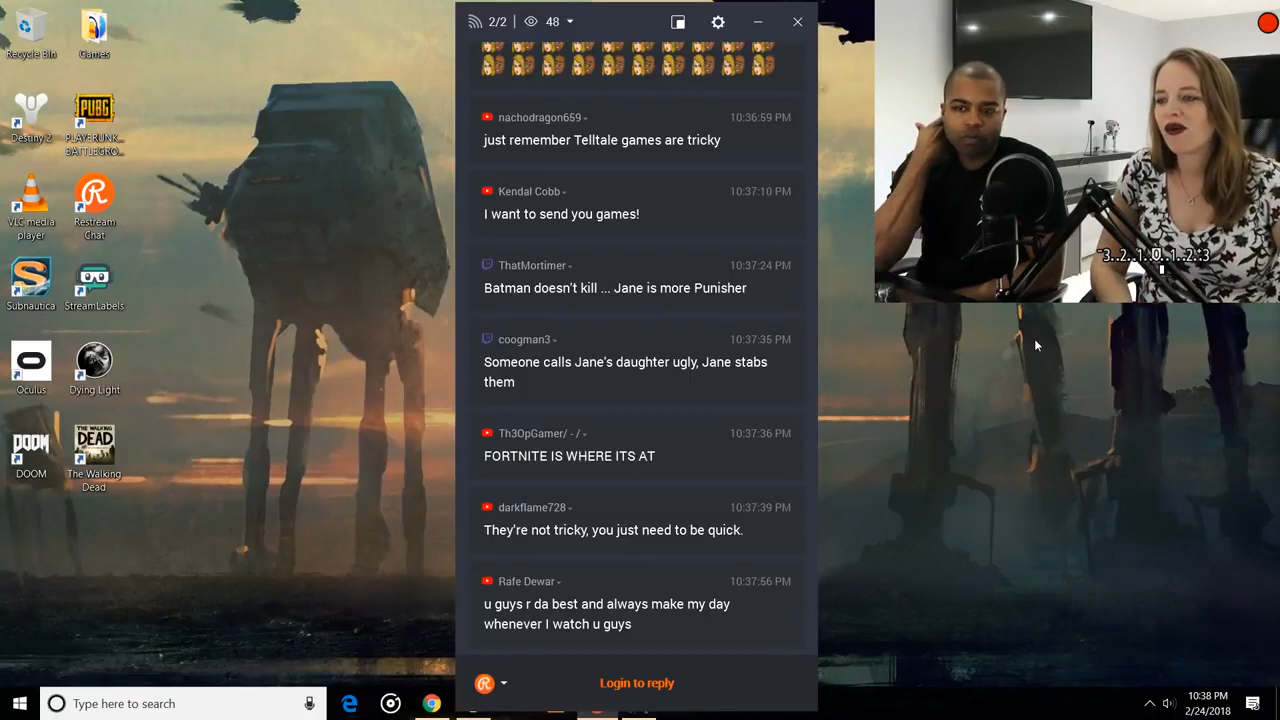 Recycle Bin
Games
Destiny 2
PUBG
PLAYERUNK...
BATTLEGRO...
VLC media
player
Restream
Chat
Subnautica
StreamLabels
Oculus
Dying Light
DOOM
DOOM
THE WALKING
DEAD
The Walking
Dead
2/2
48
nachodragon659
10:36:59 PM
just remember Telltale games are tricky
Kendal Cobb
10:37:10 PM
I want to send you games!
ThatMortimer
10:37:24 PM
Batman doesn't kill ... Jane is more Punisher
coogman3
10:37:35 PM
Someone calls Jane's daughter ugly, Jane stabs
them
Th3OpGamer/ - /
10:37:36 PM
FORTNITE IS WHERE ITS AT
darkflame728
10:37:39 PM
They're not tricky, you just need to be quick.
Rafe Dewar
10:37:56 PM
u guys r da best and always make my day
whenever I watch u guys
Login to reply
Type here to search
10:38 PM
2/24/2018